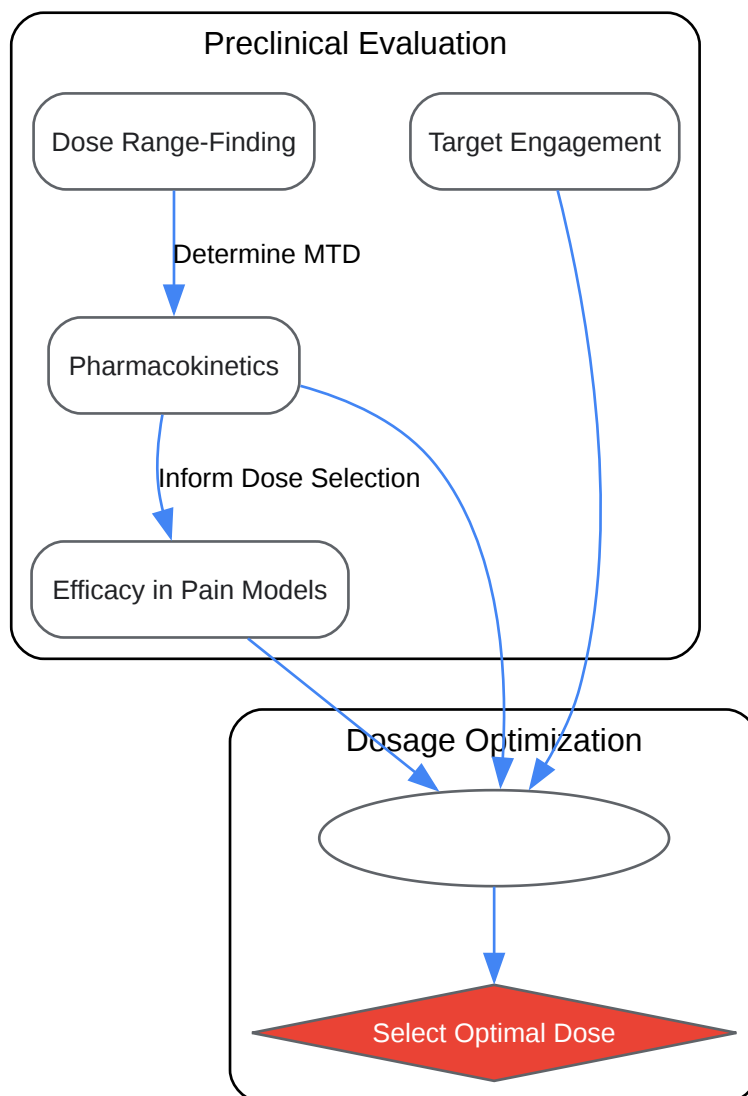 Preclinical Evaluation
Dose Range-Finding
Target Engagement
Determine MTD
Pharmacokinetics
Inform Dose Selection
Efficacy in Pain Models
Dosage Optimization
Select Optimal Dose